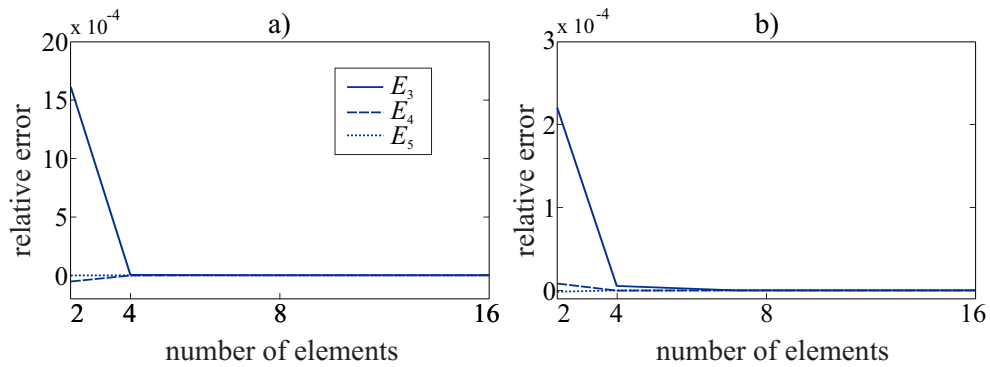 x 10⁻⁴
a)
20
15
10
5
0
2 4 8 16
relative error
number of elements
E₃
E₄
E₅
x 10⁻⁴
b)
3
2
1
0
2 4 8 16
relative error
number of elements